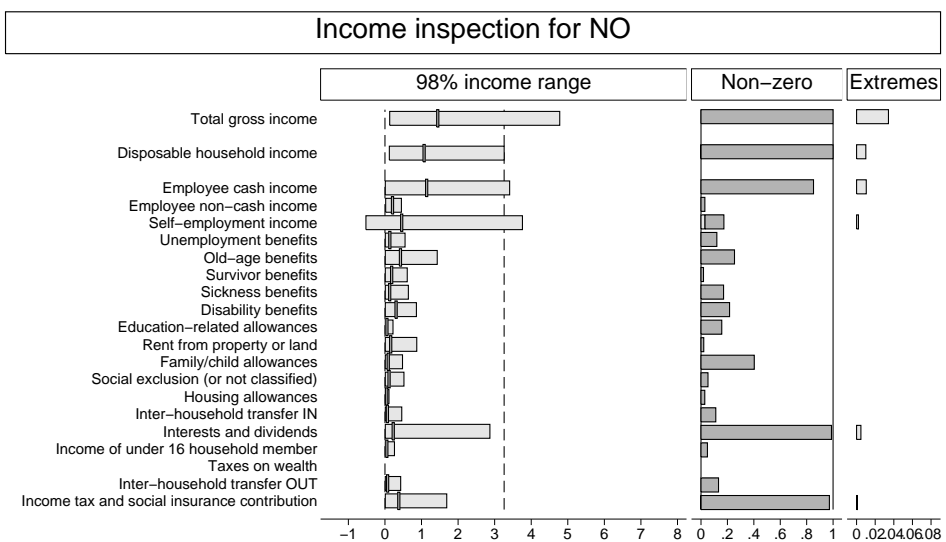 Income inspection for NO
98% income range Non−zero Extremes
Total gross income
Disposable household income
Employee cash income
Employee non−cash income
Self−employment income
Unemployment benefits
Old−age benefits
Survivor benefits
Sickness benefits
Disability benefits
Education−related allowances
Rent from property or land
Family/child allowances
Social exclusion (or not classified)
Housing allowances
Inter−household transfer IN
Interests and dividends
Income of under 16 household member
Taxes on wealth
Inter−household transfer OUT
Income tax and social insurance contribution
−1 0 1 2 3 4 5 6 7 8 0 .2 .4 .6 .8 1 0 .02 .04 .06 .08